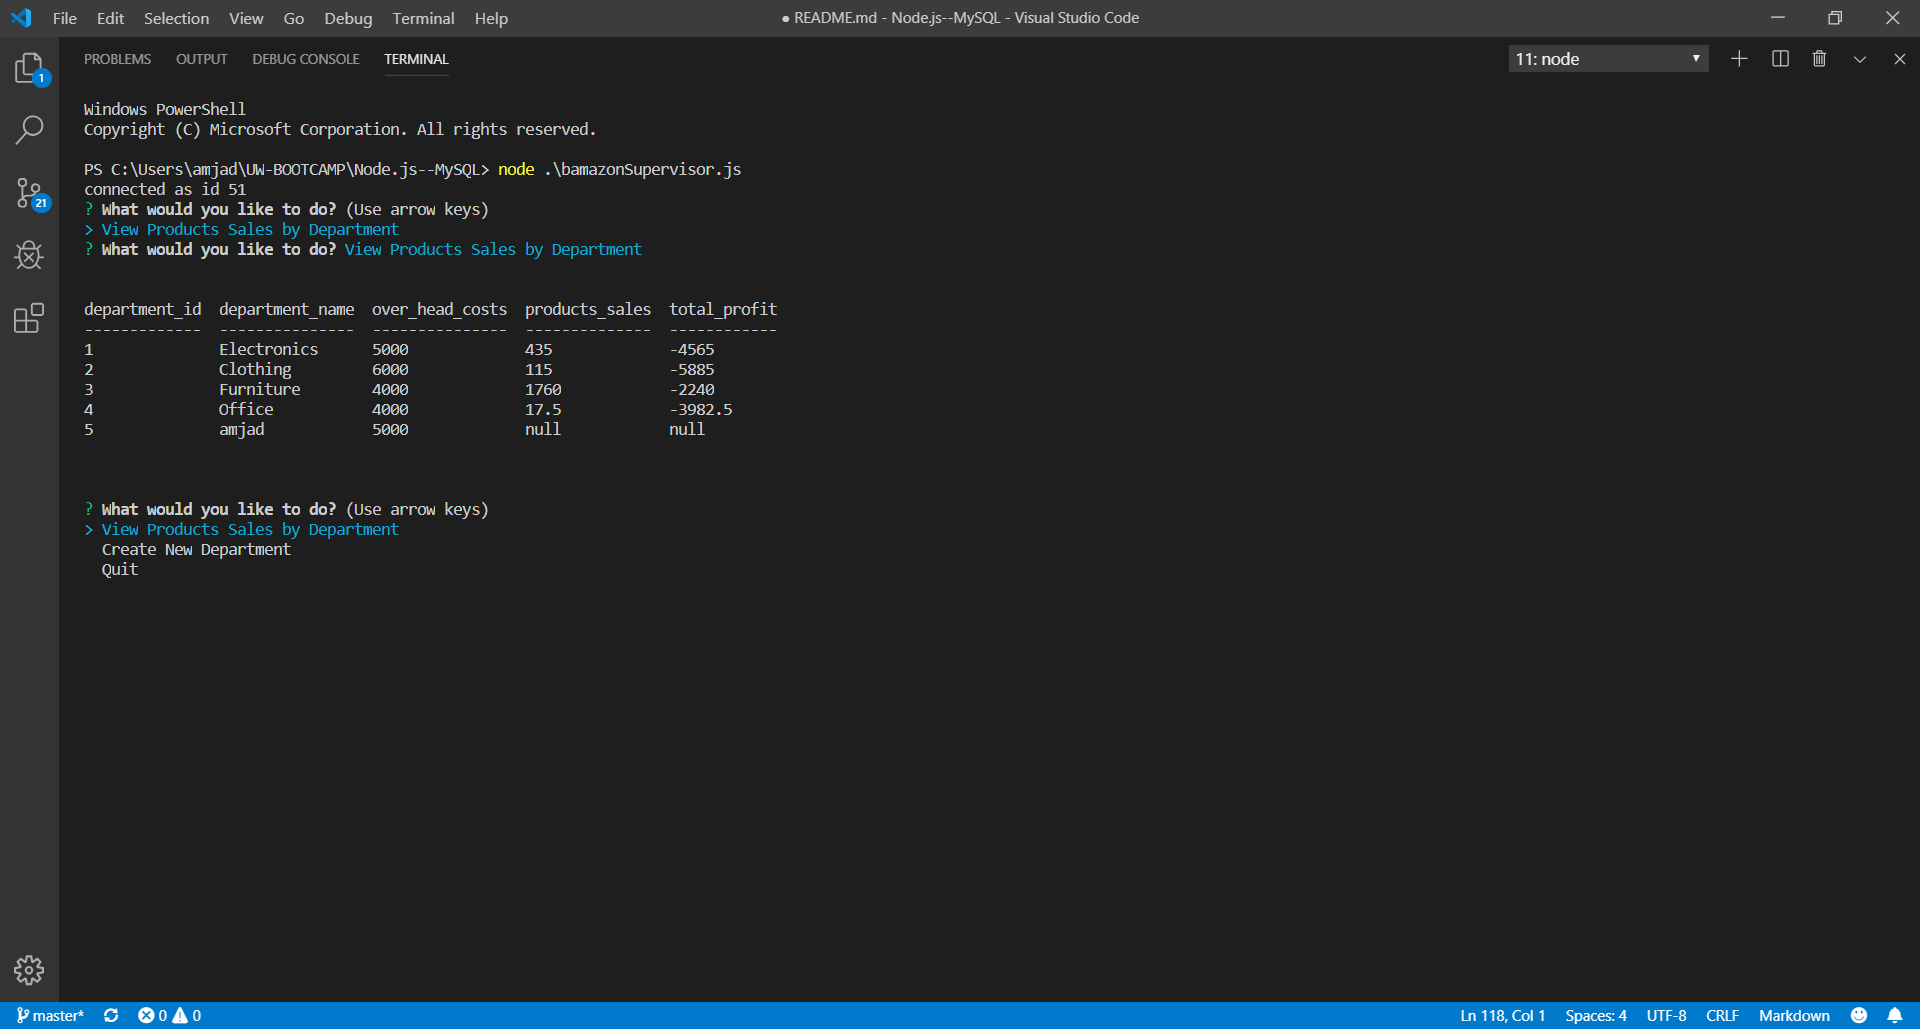 File Edit Selection View Go Debug Terminal Help
● README.md - Node.js--MySQL - Visual Studio Code
PROBLEMS OUTPUT DEBUG CONSOLE TERMINAL
11: node
1
21
Windows PowerShell
Copyright (C) Microsoft Corporation. All rights reserved.
PS C:\Users\amjad\UW-BOOTCAMP\Node.js--MySQL> node .\bamazonSupervisor.js
connected as id 51
? What would you like to do? (Use arrow keys)
> View Products Sales by Department
? What would you like to do? View Products Sales by Department
department_id  department_name  over_head_costs  products_sales  total_profit
-------------  ---------------  ---------------  --------------  ------------
1              Electronics      5000             435             -4565
2              Clothing         6000             115             -5885
3              Furniture        4000             1760            -2240
4              Office           4000             17.5            -3982.5
5              amjad            5000             null            null
? What would you like to do? (Use arrow keys)
> View Products Sales by Department
  Create New Department
  Quit
master* 0 0
Ln 118, Col 1 Spaces: 4 UTF-8 CRLF Markdown